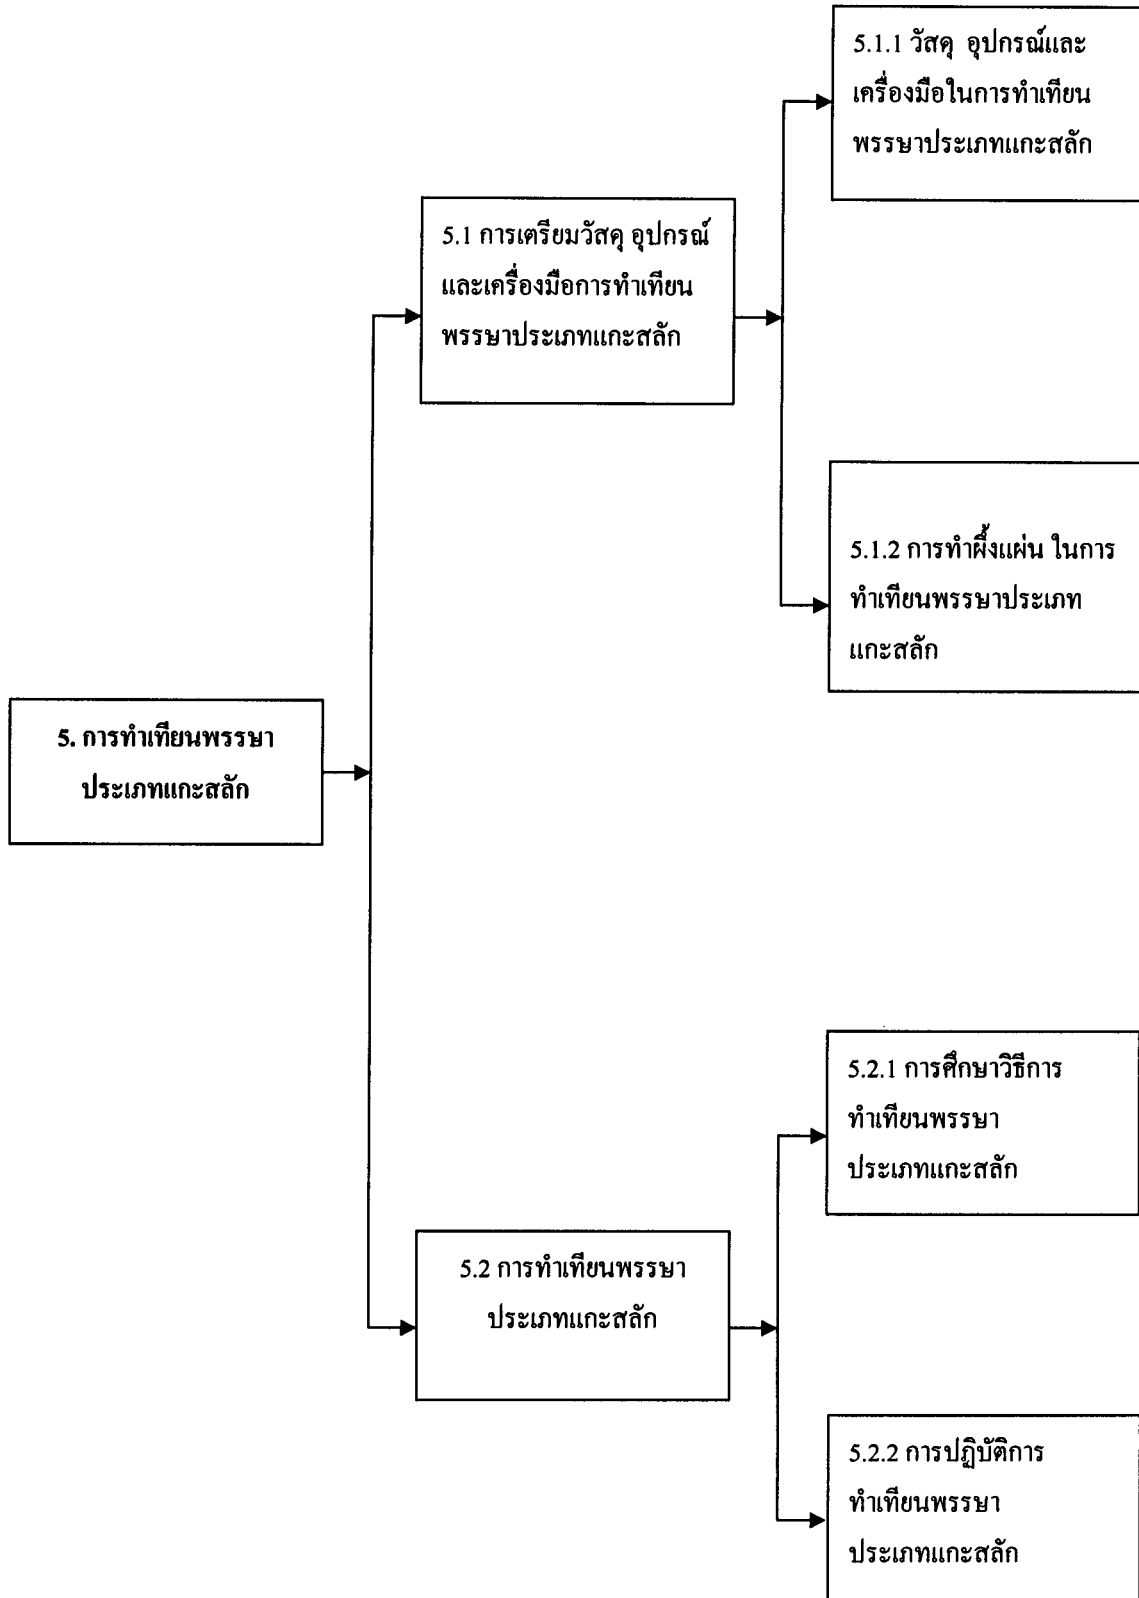 5.1.1 วัสดุ อุปกรณ์และ
เครื่องมือในการทำเทียน
พรรษาประเภทแกะสลัก
5.1 การเตรียมวัสดุ อุปกรณ์
และเครื่องมือการทำเทียน
พรรษาประเภทแกะสลัก
5.1.2 การทำผึ้งแผ่น ในการ
ทำเทียนพรรษาประเภท
แกะสลัก
5. การทำเทียนพรรษา
ประเภทแกะสลัก
5.2.1 การศึกษาวิธีการ
ทำเทียนพรรษา
ประเภทแกะสลัก
5.2 การทำเทียนพรรษา
ประเภทแกะสลัก
5.2.2 การปฏิบัติการ
ทำเทียนพรรษา
ประเภทแกะสลัก